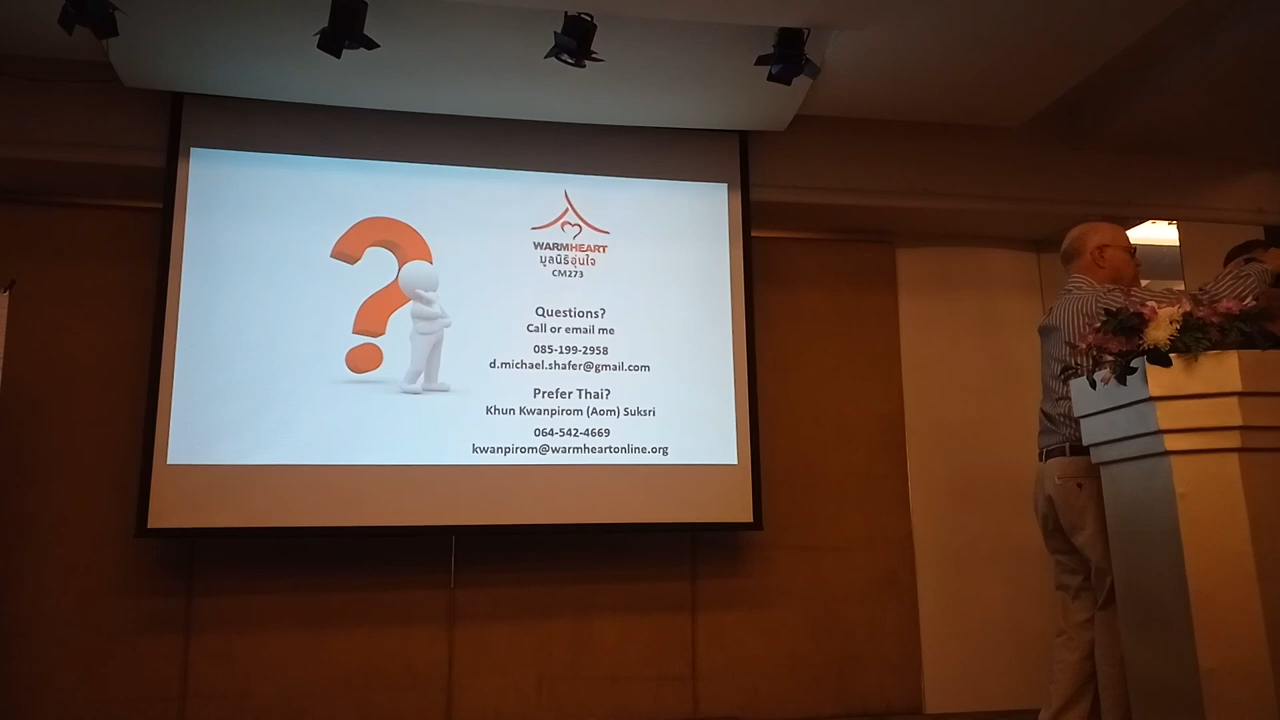 WARMHEART
มูลนิธิอุ่นใจ
CM273
Questions?
Call or email me
085-199-2958
d.michael.shafer@gmail.com
Prefer Thai?
Khun Kwanpirom (Aom) Suksri
064-542-4669
kwanpirom@warmheartonline.org